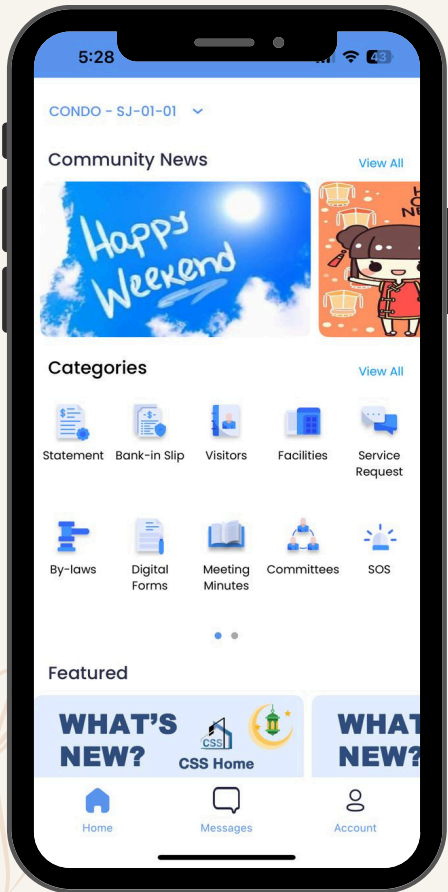 5:28
43
CONDO - SJ-01-01
Community News
View All
Happy
Weekend
Categories
View All
Statement
Bank-in Slip
Visitors
Facilities
Service
Request
By-laws
Digital
Forms
Meeting
Minutes
Committees
SOS
Featured
WHAT'S
NEW?
CSS
CSS Home
WHAT
NEW?
Home
Messages
Account